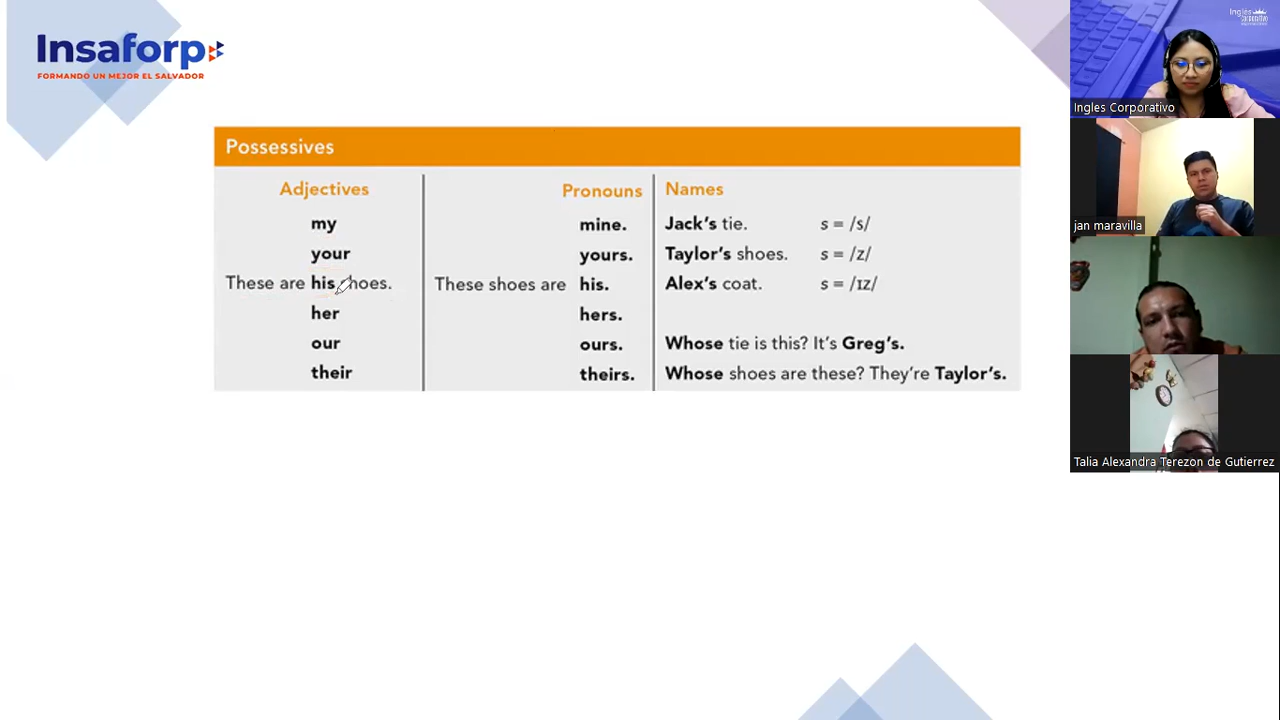 Insaforp
FORMANDO UN MEJOR EL SALVADOR
Possessives
Adjectives
my
your
These are his shoes.
her
our
their
Pronouns
mine.
yours.
These shoes are his.
hers.
ours.
theirs.
Names
Jack's tie. s = /s/
Taylor's shoes. s = /z/
Alex's coat. s = /ɪz/
Whose tie is this? It's Greg's.
Whose shoes are these? They're Taylor's.
Ingles
Ingles Corporativo
jan maravilla
Talia Alexandra Terezon de Gutierrez